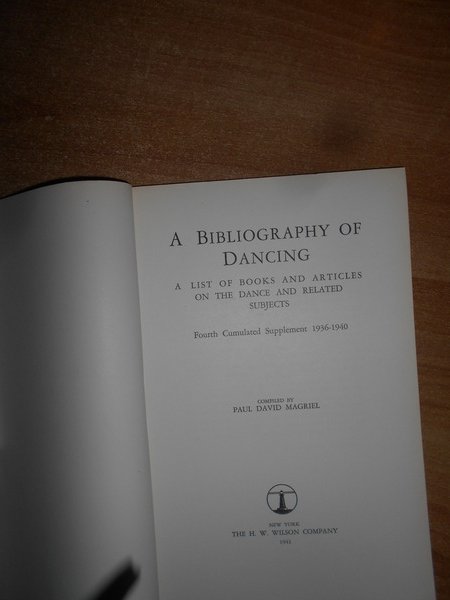 A BIBLIOGRAPHY OF
DANCING
A LIST OF BOOKS AND ARTICLES
ON THE DANCE AND RELATED
SUBJECTS
Fourth Cumulated Supplement 1936-1940
COMPILED BY
PAUL DAVID MAGRIEL
NEW YORK
THE H. W. WILSON COMPANY
1941